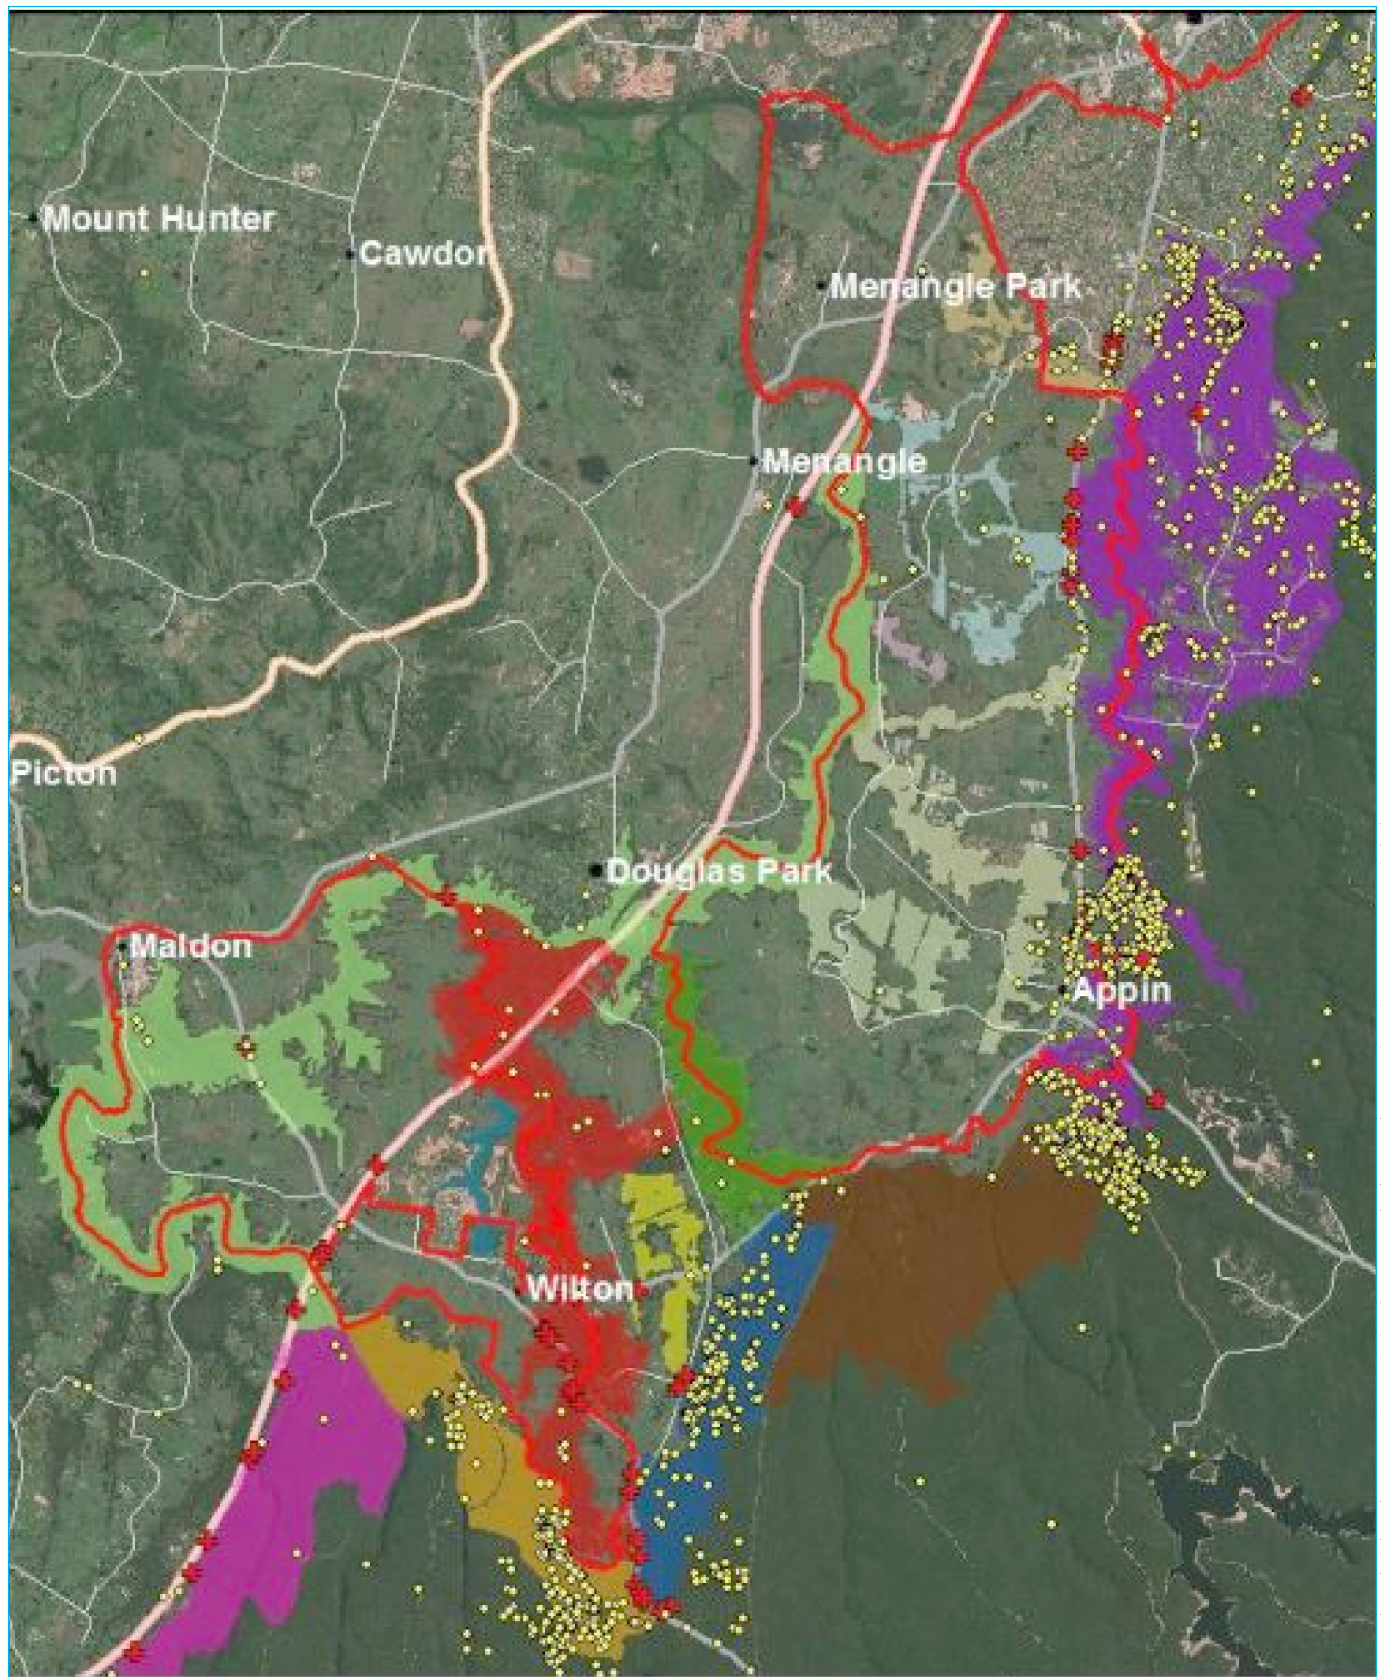 Mount Hunter
Cawdor
Menangle Park
Menangle
Picton
Douglas Park
Maldon
Appin
Wilton